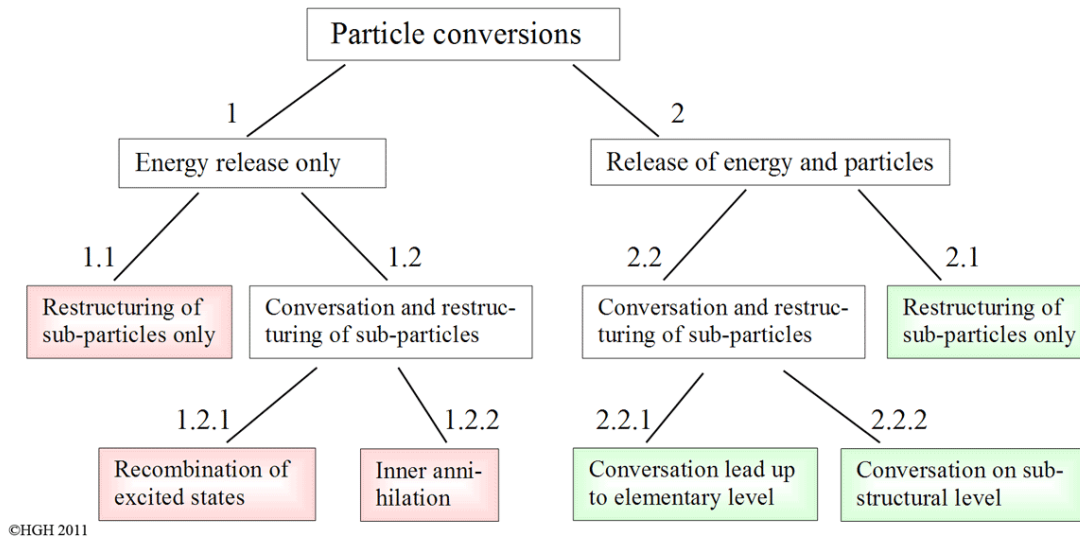 Particle conversions
1
2
Energy release only
Release of energy and particles
1.1
1.2
2.2
2.1
Restructuring of
sub-particles only
Conversation and restruc-
turing of sub-particles
Conversation and restruc-
turing of sub-particles
Restructuring of
sub-particles only
1.2.1
1.2.2
2.2.1
2.2.2
Recombination of
excited states
Inner anni-
hilation
Conversation lead up
to elementary level
Conversation on sub-
structural level
©HGH 2011